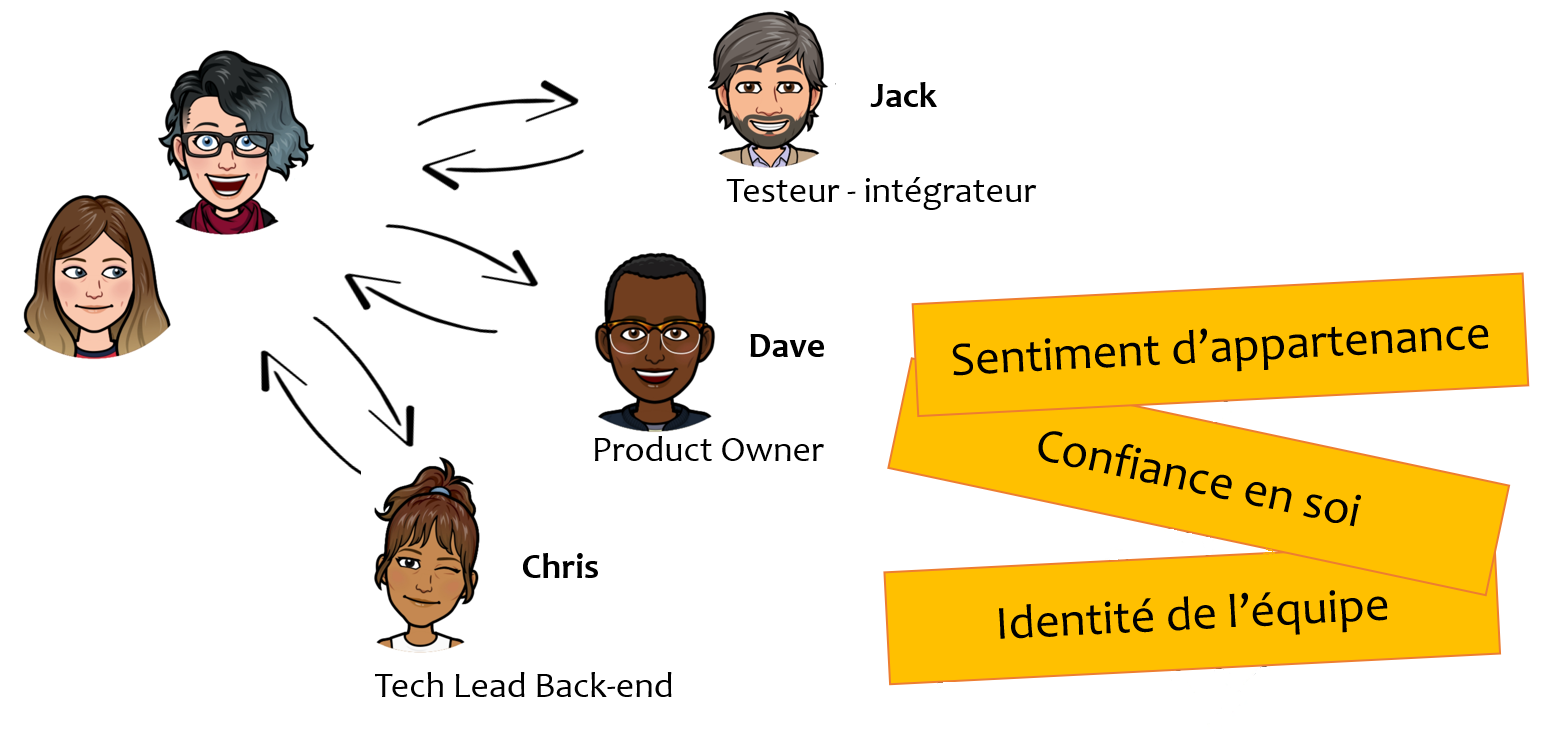 Jack
Testeur - intégrateur
Dave
Product Owner
Chris
Tech Lead Back-end
Sentiment d’appartenance
Confiance en soi
Identité de l’équipe